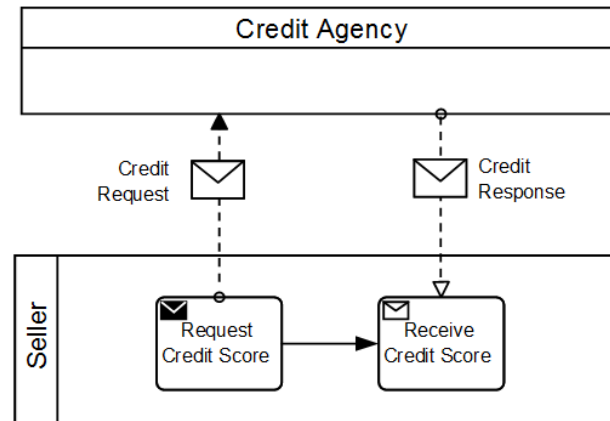 Credit Agency
Credit
Request
Credit
Response
Seller
Request
Credit Score
Receive
Credit Score